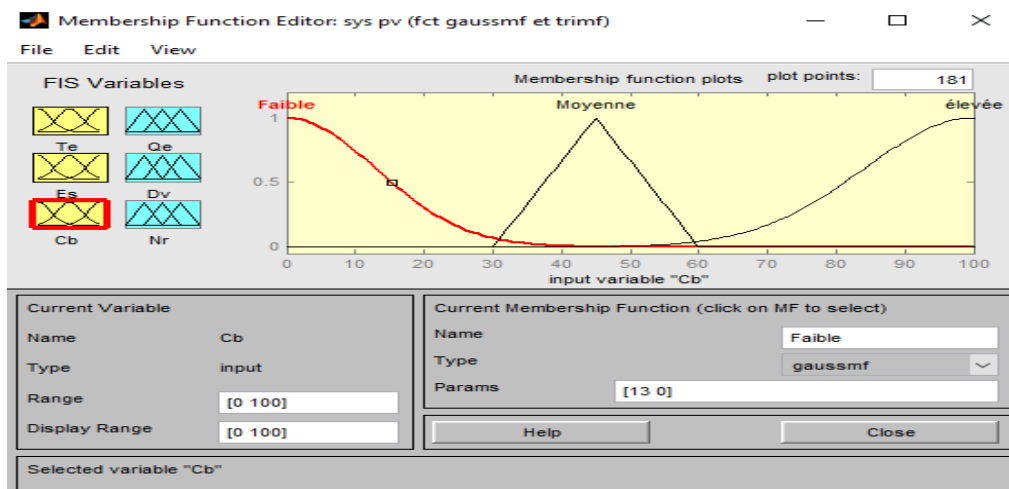 Membership Function Editor: sys pv (fct gaussmf et trimf)
File Edit View
FIS Variables
Membership function plots plot points: 181
Te Qe
Es Dv
Cb Nr
Faible Moyenne élevée
1
0.5
0
0 10 20 30 40 50 60 70 80 90 100
input variable "Cb"
Current Variable
Name Cb
Type input
Range [0 100]
Display Range [0 100]
Current Membership Function (click on MF to select)
Name Faible
Type gaussmf
Params [13 0]
Help Close
Selected variable "Cb"